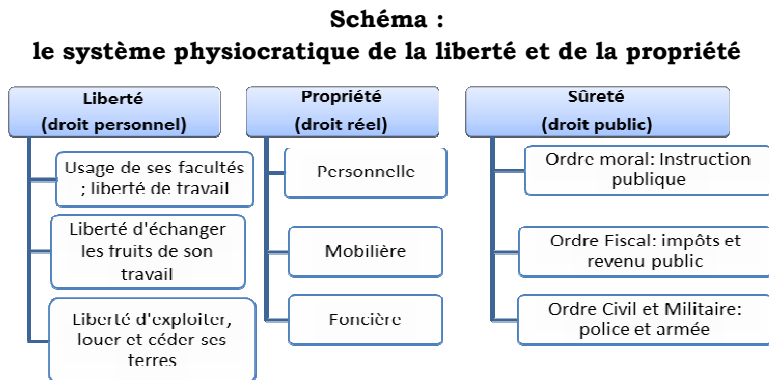 Schéma :
le système physiocratique de la liberté et de la propriété
Liberté
(droit personnel)
Usage de ses facultés
; liberté de travail
Liberté d'échanger
les fruits de son
travail
Liberté d'exploiter,
louer et céder ses
terres
Propriété
(droit réel)
Personnelle
Mobilière
Foncière
Sûreté
(droit public)
Ordre moral: Instruction
publique
Ordre Fiscal: impôts et
revenu public
Ordre Civil et Militaire:
police et armée